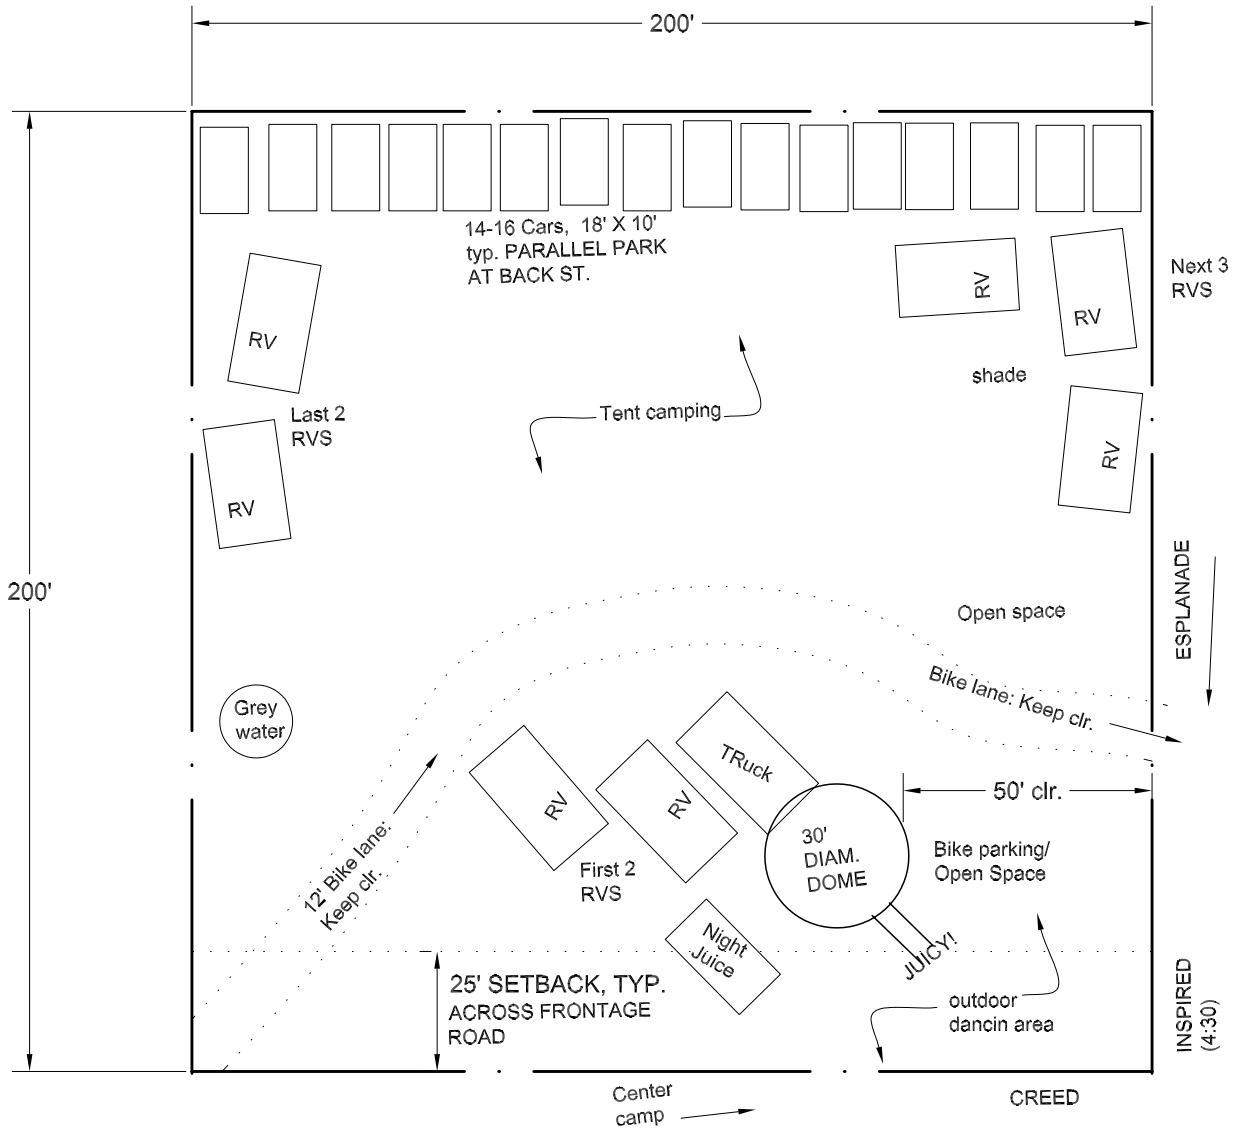 200'
14-16 Cars, 18' X 10'
typ. PARALLEL PARK
AT BACK ST.
RV
RV
Next 3
RVS
RV
shade
Last 2
RVS
Tent camping
RV
RV
200'
ESPLANADE
Open space
Bike lane: Keep clr.
Grey
water
TRuck
RV
RV
50' clr.
12' Bike lane:
Keep clr.
First 2
RVS
30'
DIAM.
DOME
Bike parking/
Open Space
Night
Juice
JUICY!
25' SETBACK, TYP.
ACROSS FRONTAGE
ROAD
outdoor
dancin area
INSPIRED
(4:30)
Center
camp
CREED